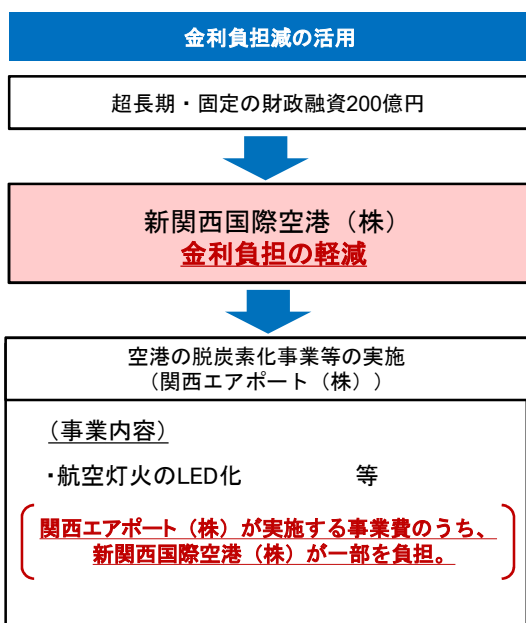 金利負担減の活用
超長期・固定の財政融資200億円
新関西国際空港（株）
金利負担の軽減
空港の脱炭素化事業等の実施
（関西エアポート（株））
（事業内容）
・航空灯火のLED化　　　　　等
関西エアポート（株）が実施する事業費のうち、
新関西国際空港（株）が一部を負担。